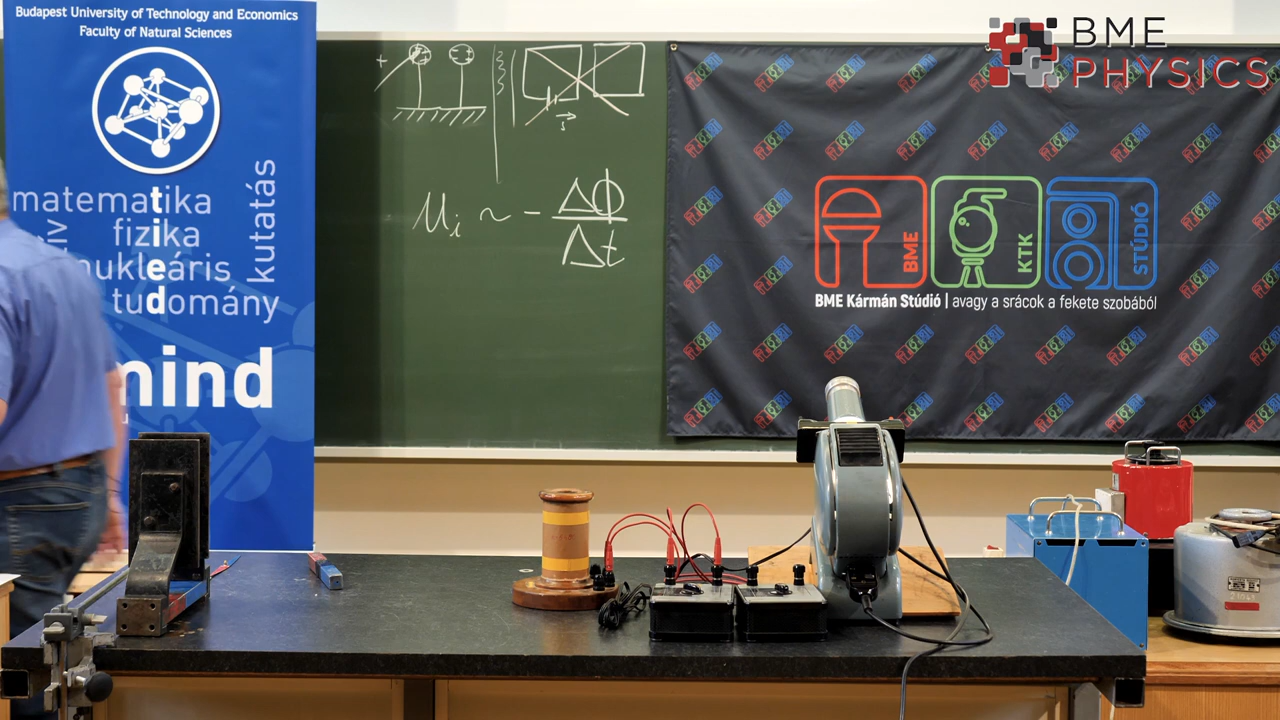 Budapest University of Technology and Economics
Faculty of Natural Sciences
matematika
fizika
nukleáris
tudomány
kutatás
mind
+
s
U_i ~ - ΔΦ/Δt
BME
PHYSICS
BME
KTK
STÚDIÓ
BME Kármán Stúdió | avagy a srácok a fekete szobából